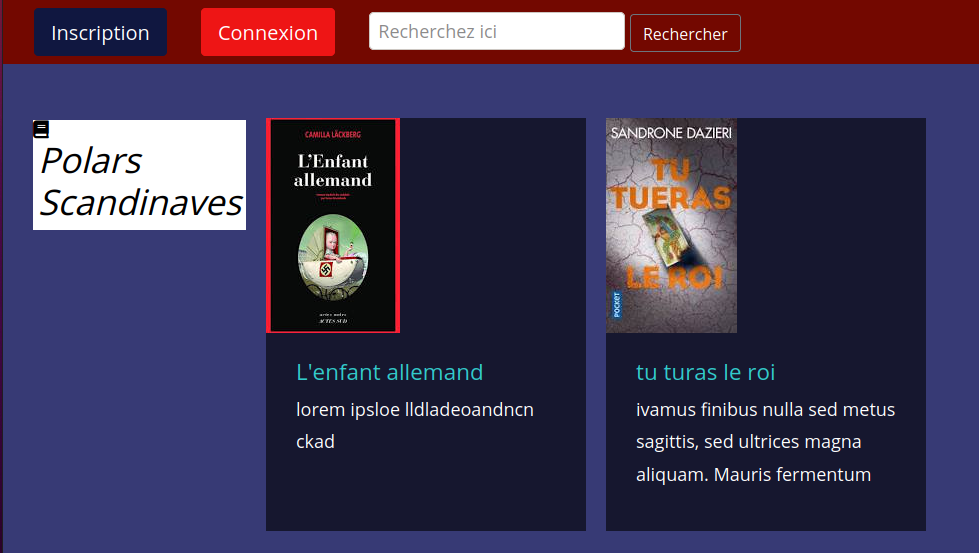 Inscription
Connexion
Recherchez ici
Rechercher
Polars
Scandinaves
CAMILLA LÄCKBERG
L'Enfant
allemand
actes noirs
ACTES SUD
L'enfant allemand
lorem ipsloe lldladeoandncn
ckad
SANDRONE DAZIERI
TU
TUERAS
LE ROI
POCKET
tu turas le roi
ivamus finibus nulla sed metus
sagittis, sed ultrices magna
aliquam. Mauris fermentum